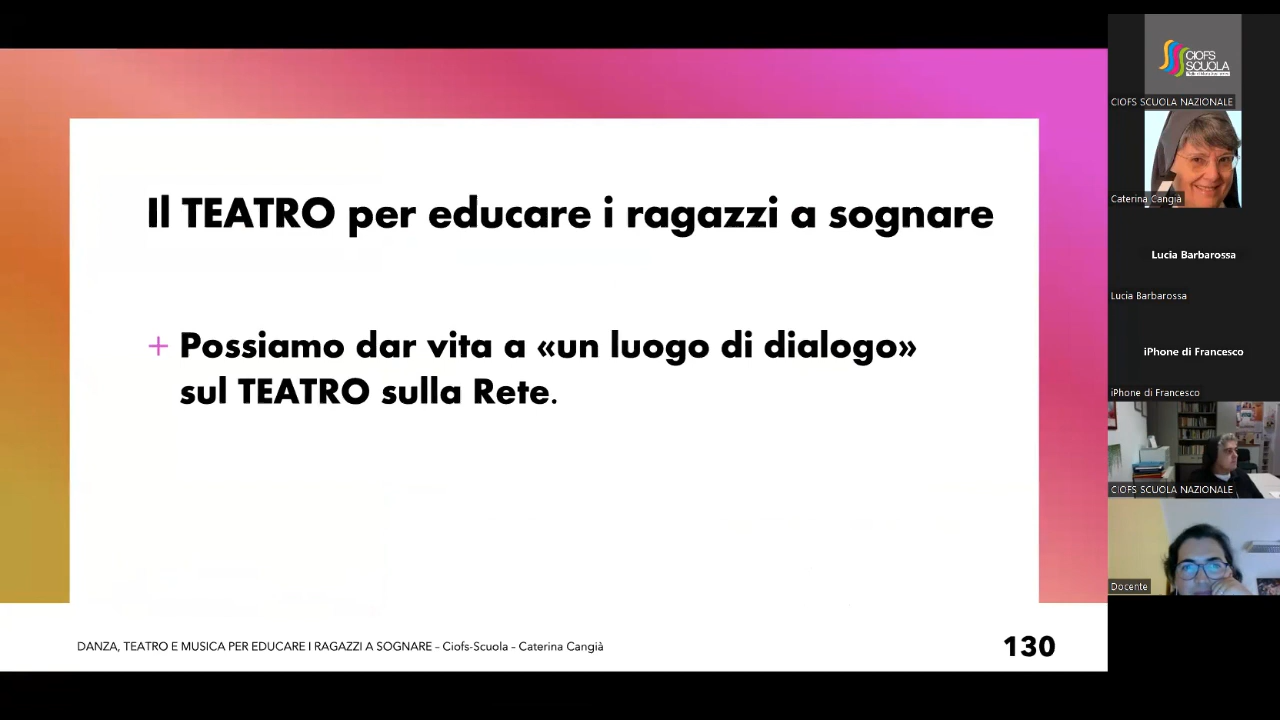 Il TEATRO per educare i ragazzi a sognare
+ Possiamo dar vita a «un luogo di dialogo»
sul TEATRO sulla Rete.
DANZA, TEATRO E MUSICA PER EDUCARE I RAGAZZI A SOGNARE – Ciofs-Scuola – Caterina Cangià
130
CIOFS
SCUOLA
CIOFS SCUOLA NAZIONALE
Caterina Cangià
Lucia Barbarossa
Lucia Barbarossa
iPhone di Francesco
iPhone di Francesco
CIOFS SCUOLA NAZIONALE
Docente